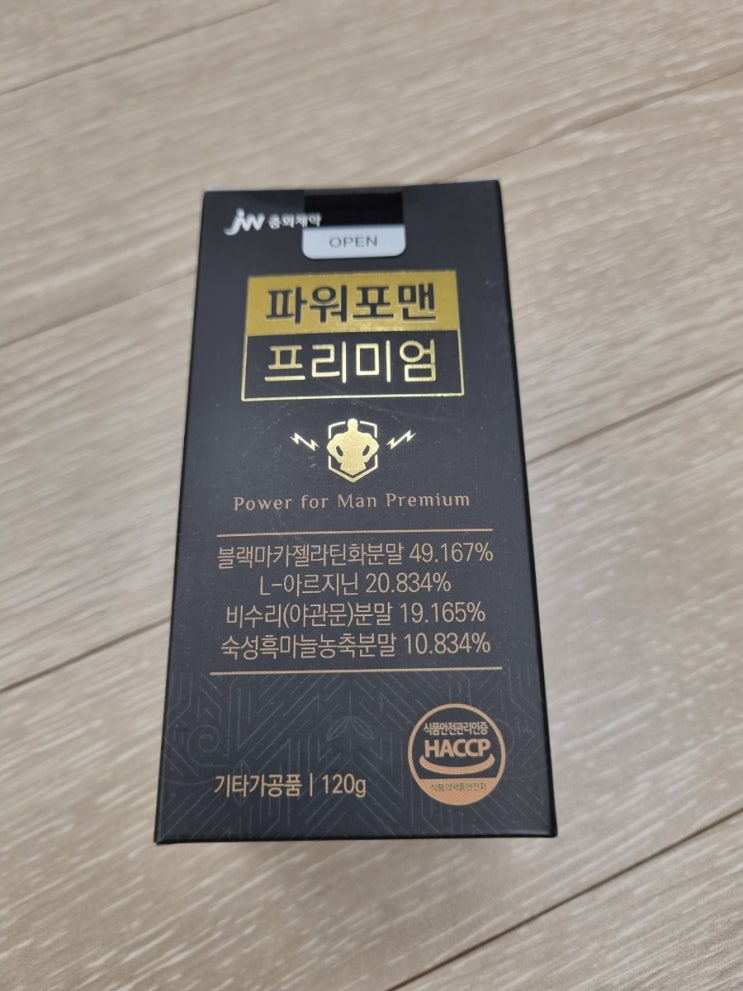 jw 중외제약
OPEN
파워포맨
프리미엄
Power for Man Premium
블랙마카젤라틴화분말 49.167%
L-아르지닌 20.834%
비수리(야관문)분말 19.165%
숙성흑마늘농축분말 10.834%
식품안전관리인증
HACCP
기타가공품 | 120g